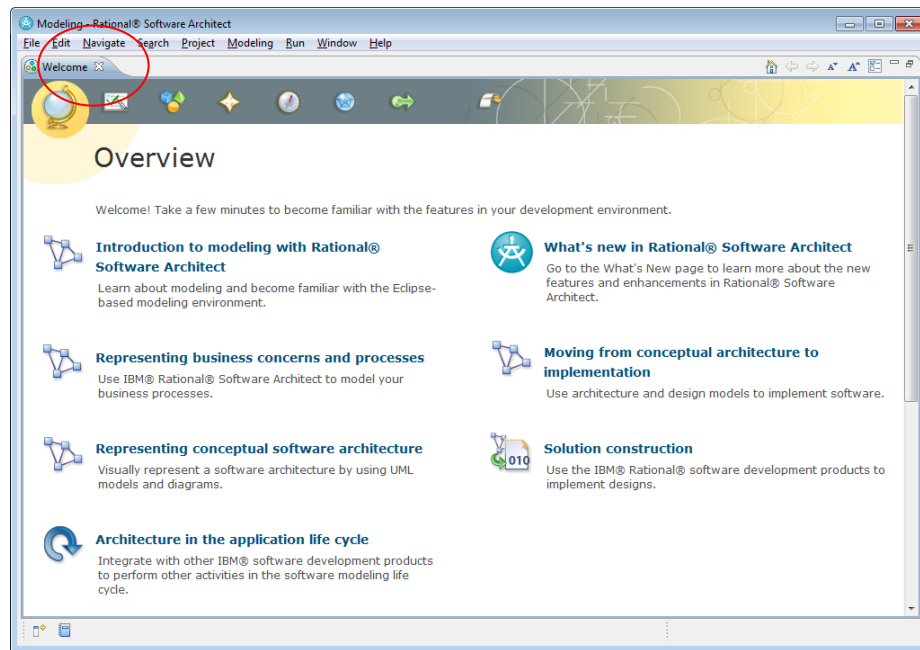 Modeling - Rational® Software Architect
File Edit Navigate Search Project Modeling Run Window Help
Welcome
Overview
Welcome! Take a few minutes to become familiar with the features in your development environment.
Introduction to modeling with Rational®
Software Architect
Learn about modeling and become familiar with the Eclipse-
based modeling environment.
What's new in Rational® Software Architect
Go to the What's New page to learn more about the new
features and enhancements in Rational® Software
Architect.
Representing business concerns and processes
Use IBM® Rational® Software Architect to model your
business processes.
Moving from conceptual architecture to
implementation
Use architecture and design models to implement software.
Representing conceptual software architecture
Visually represent a software architecture by using UML
models and diagrams.
010
Solution construction
Use the IBM® Rational® software development products to
implement designs.
Architecture in the application life cycle
Integrate with other IBM® software development products
to perform other activities in the software modeling life
cycle.